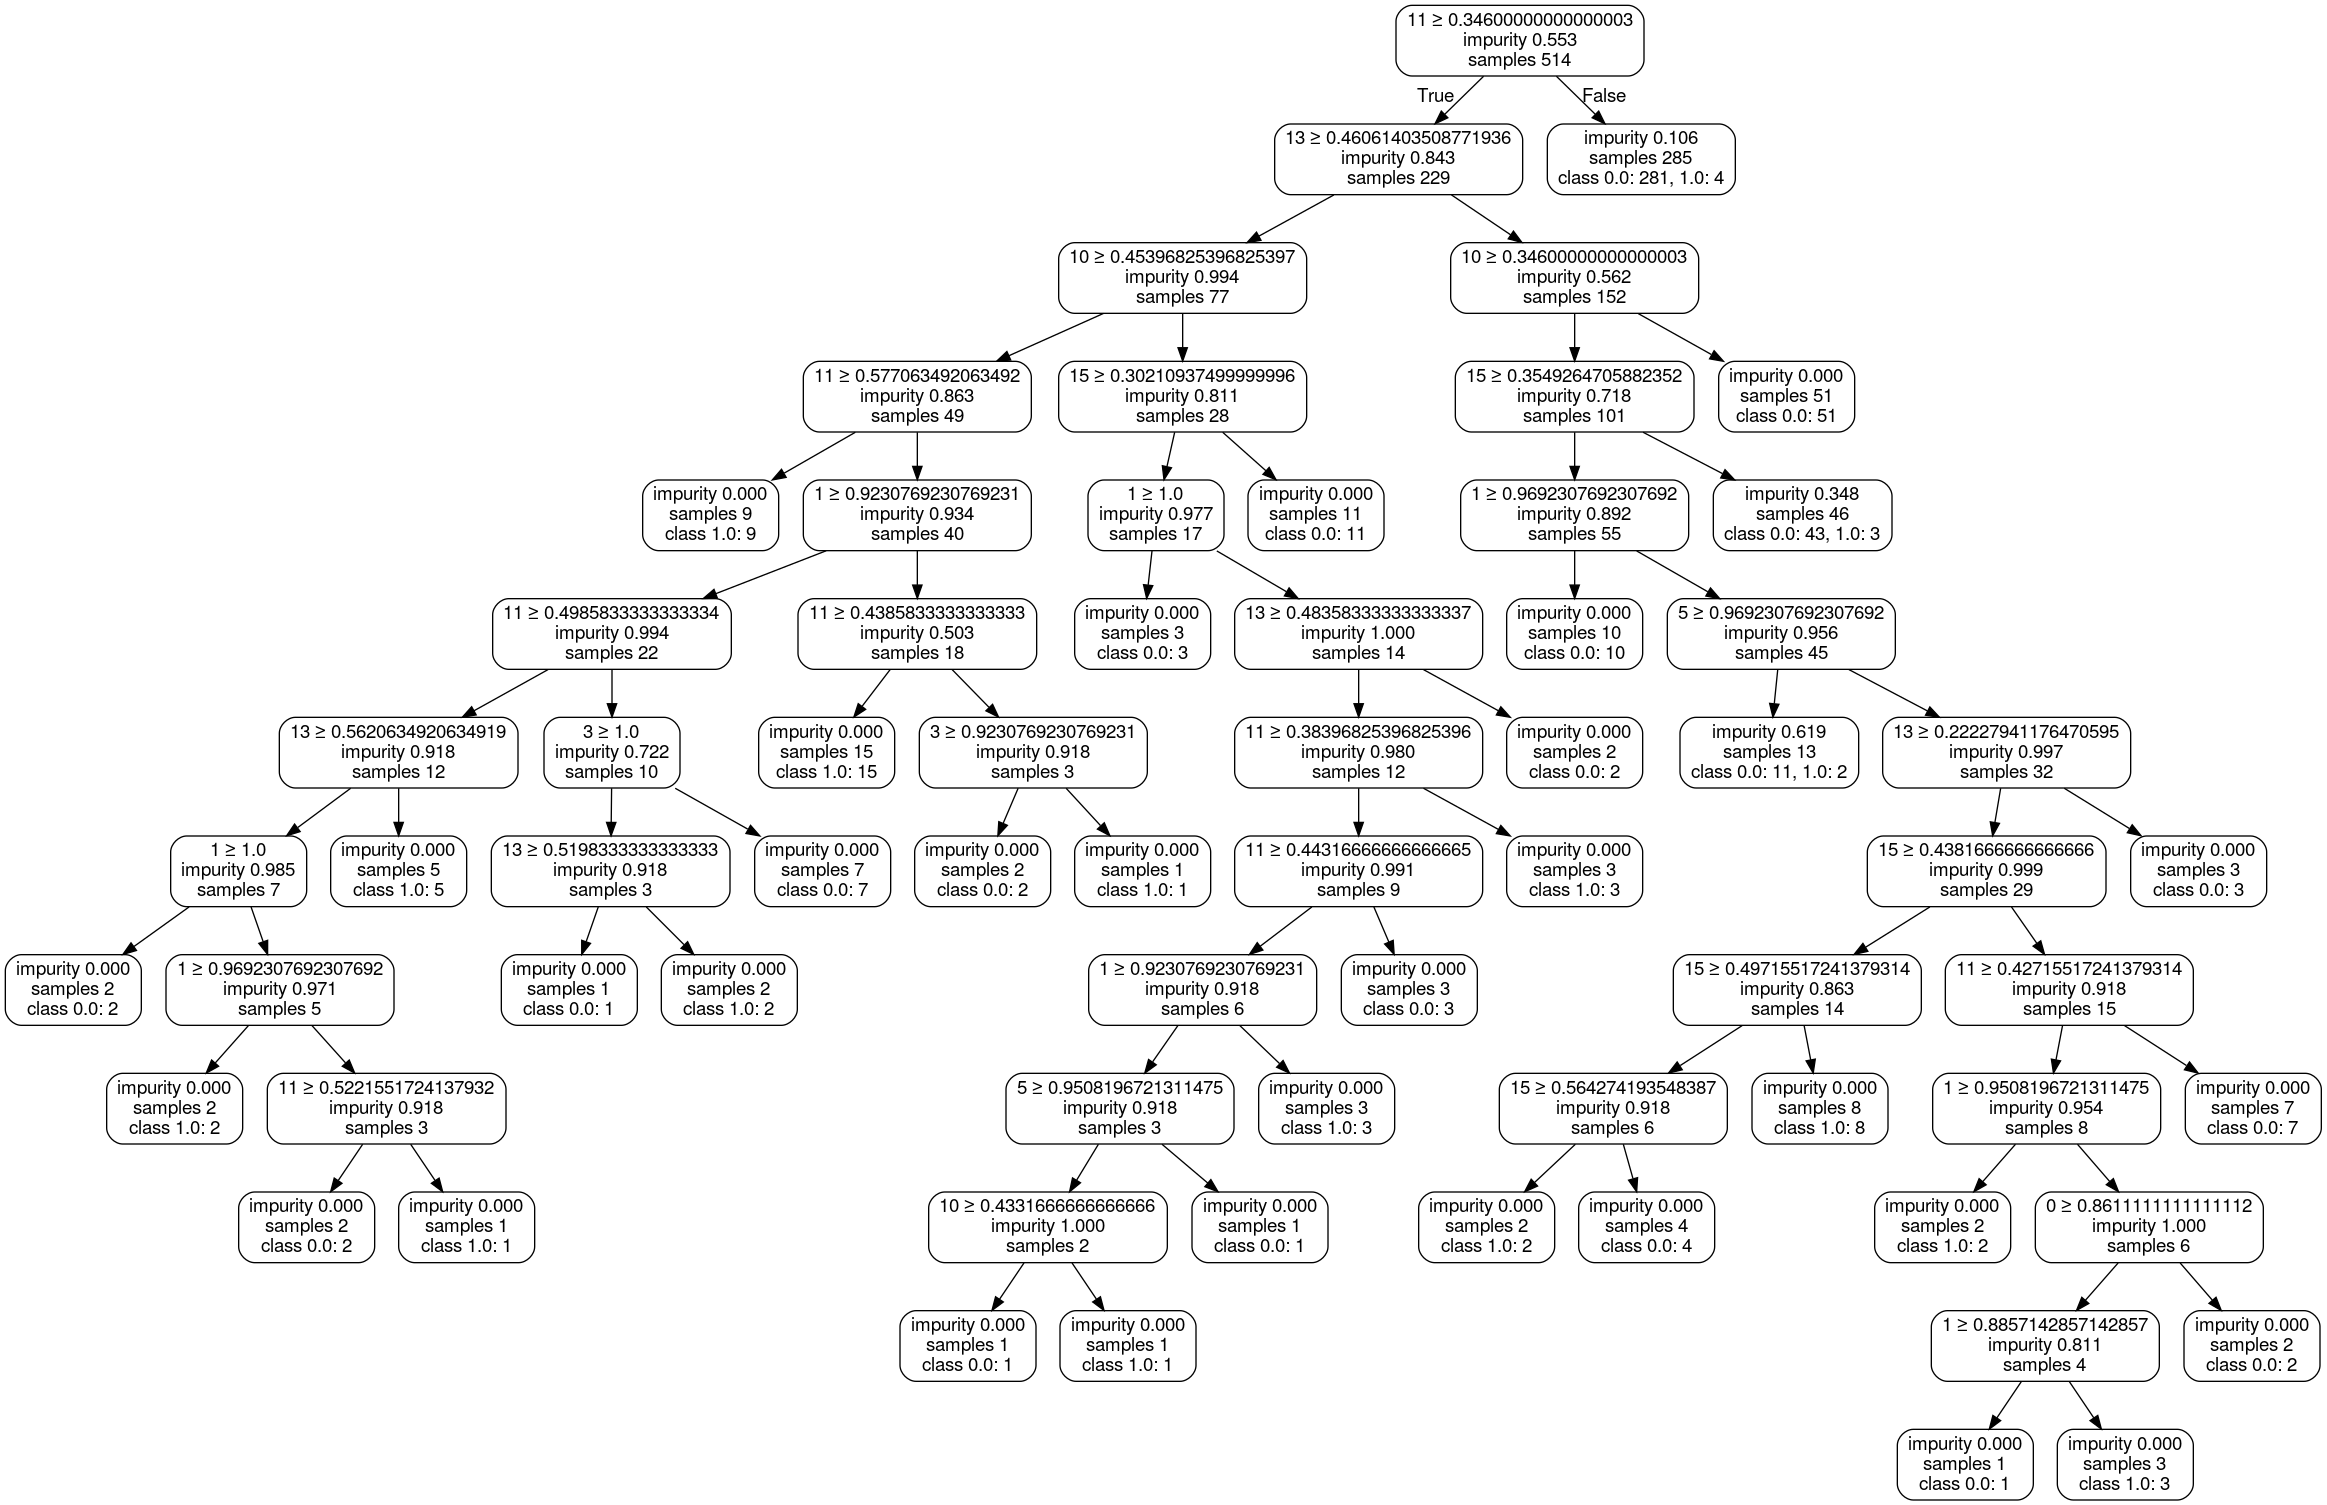 11 ≥ 0.34600000000000003
impurity 0.553
samples 514
True
False
13 ≥ 0.46061403508771936
impurity 0.843
samples 229
impurity 0.106
samples 285
class 0.0: 281, 1.0: 4
10 ≥ 0.45396825396825397
impurity 0.994
samples 77
10 ≥ 0.34600000000000003
impurity 0.562
samples 152
11 ≥ 0.577063492063492
impurity 0.863
samples 49
15 ≥ 0.30210937499999996
impurity 0.811
samples 28
15 ≥ 0.3549264705882352
impurity 0.718
samples 101
impurity 0.000
samples 51
class 0.0: 51
impurity 0.000
samples 9
class 1.0: 9
1 ≥ 0.9230769230769231
impurity 0.934
samples 40
1 ≥ 1.0
impurity 0.977
samples 17
impurity 0.000
samples 11
class 0.0: 11
1 ≥ 0.9692307692307692
impurity 0.892
samples 55
impurity 0.348
samples 46
class 0.0: 43, 1.0: 3
11 ≥ 0.4985833333333334
impurity 0.994
samples 22
11 ≥ 0.4385833333333333
impurity 0.503
samples 18
impurity 0.000
samples 3
class 0.0: 3
13 ≥ 0.48358333333333337
impurity 1.000
samples 14
impurity 0.000
samples 10
class 0.0: 10
5 ≥ 0.9692307692307692
impurity 0.956
samples 45
13 ≥ 0.5620634920634919
impurity 0.918
samples 12
3 ≥ 1.0
impurity 0.722
samples 10
impurity 0.000
samples 15
class 1.0: 15
3 ≥ 0.9230769230769231
impurity 0.918
samples 3
11 ≥ 0.38396825396825396
impurity 0.980
samples 12
impurity 0.000
samples 2
class 0.0: 2
impurity 0.619
samples 13
class 0.0: 11, 1.0: 2
13 ≥ 0.22227941176470595
impurity 0.997
samples 32
1 ≥ 1.0
impurity 0.985
samples 7
impurity 0.000
samples 5
class 1.0: 5
13 ≥ 0.5198333333333333
impurity 0.918
samples 3
impurity 0.000
samples 7
class 0.0: 7
impurity 0.000
samples 2
class 0.0: 2
impurity 0.000
samples 1
class 1.0: 1
11 ≥ 0.44316666666666665
impurity 0.991
samples 9
impurity 0.000
samples 3
class 1.0: 3
15 ≥ 0.4381666666666666
impurity 0.999
samples 29
impurity 0.000
samples 3
class 0.0: 3
impurity 0.000
samples 2
class 0.0: 2
1 ≥ 0.9692307692307692
impurity 0.971
samples 5
impurity 0.000
samples 1
class 0.0: 1
impurity 0.000
samples 2
class 1.0: 2
1 ≥ 0.9230769230769231
impurity 0.918
samples 6
impurity 0.000
samples 3
class 0.0: 3
15 ≥ 0.49715517241379314
impurity 0.863
samples 14
11 ≥ 0.42715517241379314
impurity 0.918
samples 15
impurity 0.000
samples 2
class 1.0: 2
11 ≥ 0.5221551724137932
impurity 0.918
samples 3
5 ≥ 0.9508196721311475
impurity 0.918
samples 3
impurity 0.000
samples 3
class 1.0: 3
15 ≥ 0.564274193548387
impurity 0.918
samples 6
impurity 0.000
samples 8
class 1.0: 8
1 ≥ 0.9508196721311475
impurity 0.954
samples 8
impurity 0.000
samples 7
class 0.0: 7
impurity 0.000
samples 2
class 0.0: 2
impurity 0.000
samples 1
class 1.0: 1
10 ≥ 0.4331666666666666
impurity 1.000
samples 2
impurity 0.000
samples 1
class 0.0: 1
impurity 0.000
samples 2
class 1.0: 2
impurity 0.000
samples 4
class 0.0: 4
impurity 0.000
samples 2
class 1.0: 2
0 ≥ 0.8611111111111112
impurity 1.000
samples 6
impurity 0.000
samples 1
class 0.0: 1
impurity 0.000
samples 1
class 1.0: 1
1 ≥ 0.8857142857142857
impurity 0.811
samples 4
impurity 0.000
samples 2
class 0.0: 2
impurity 0.000
samples 1
class 0.0: 1
impurity 0.000
samples 3
class 1.0: 3